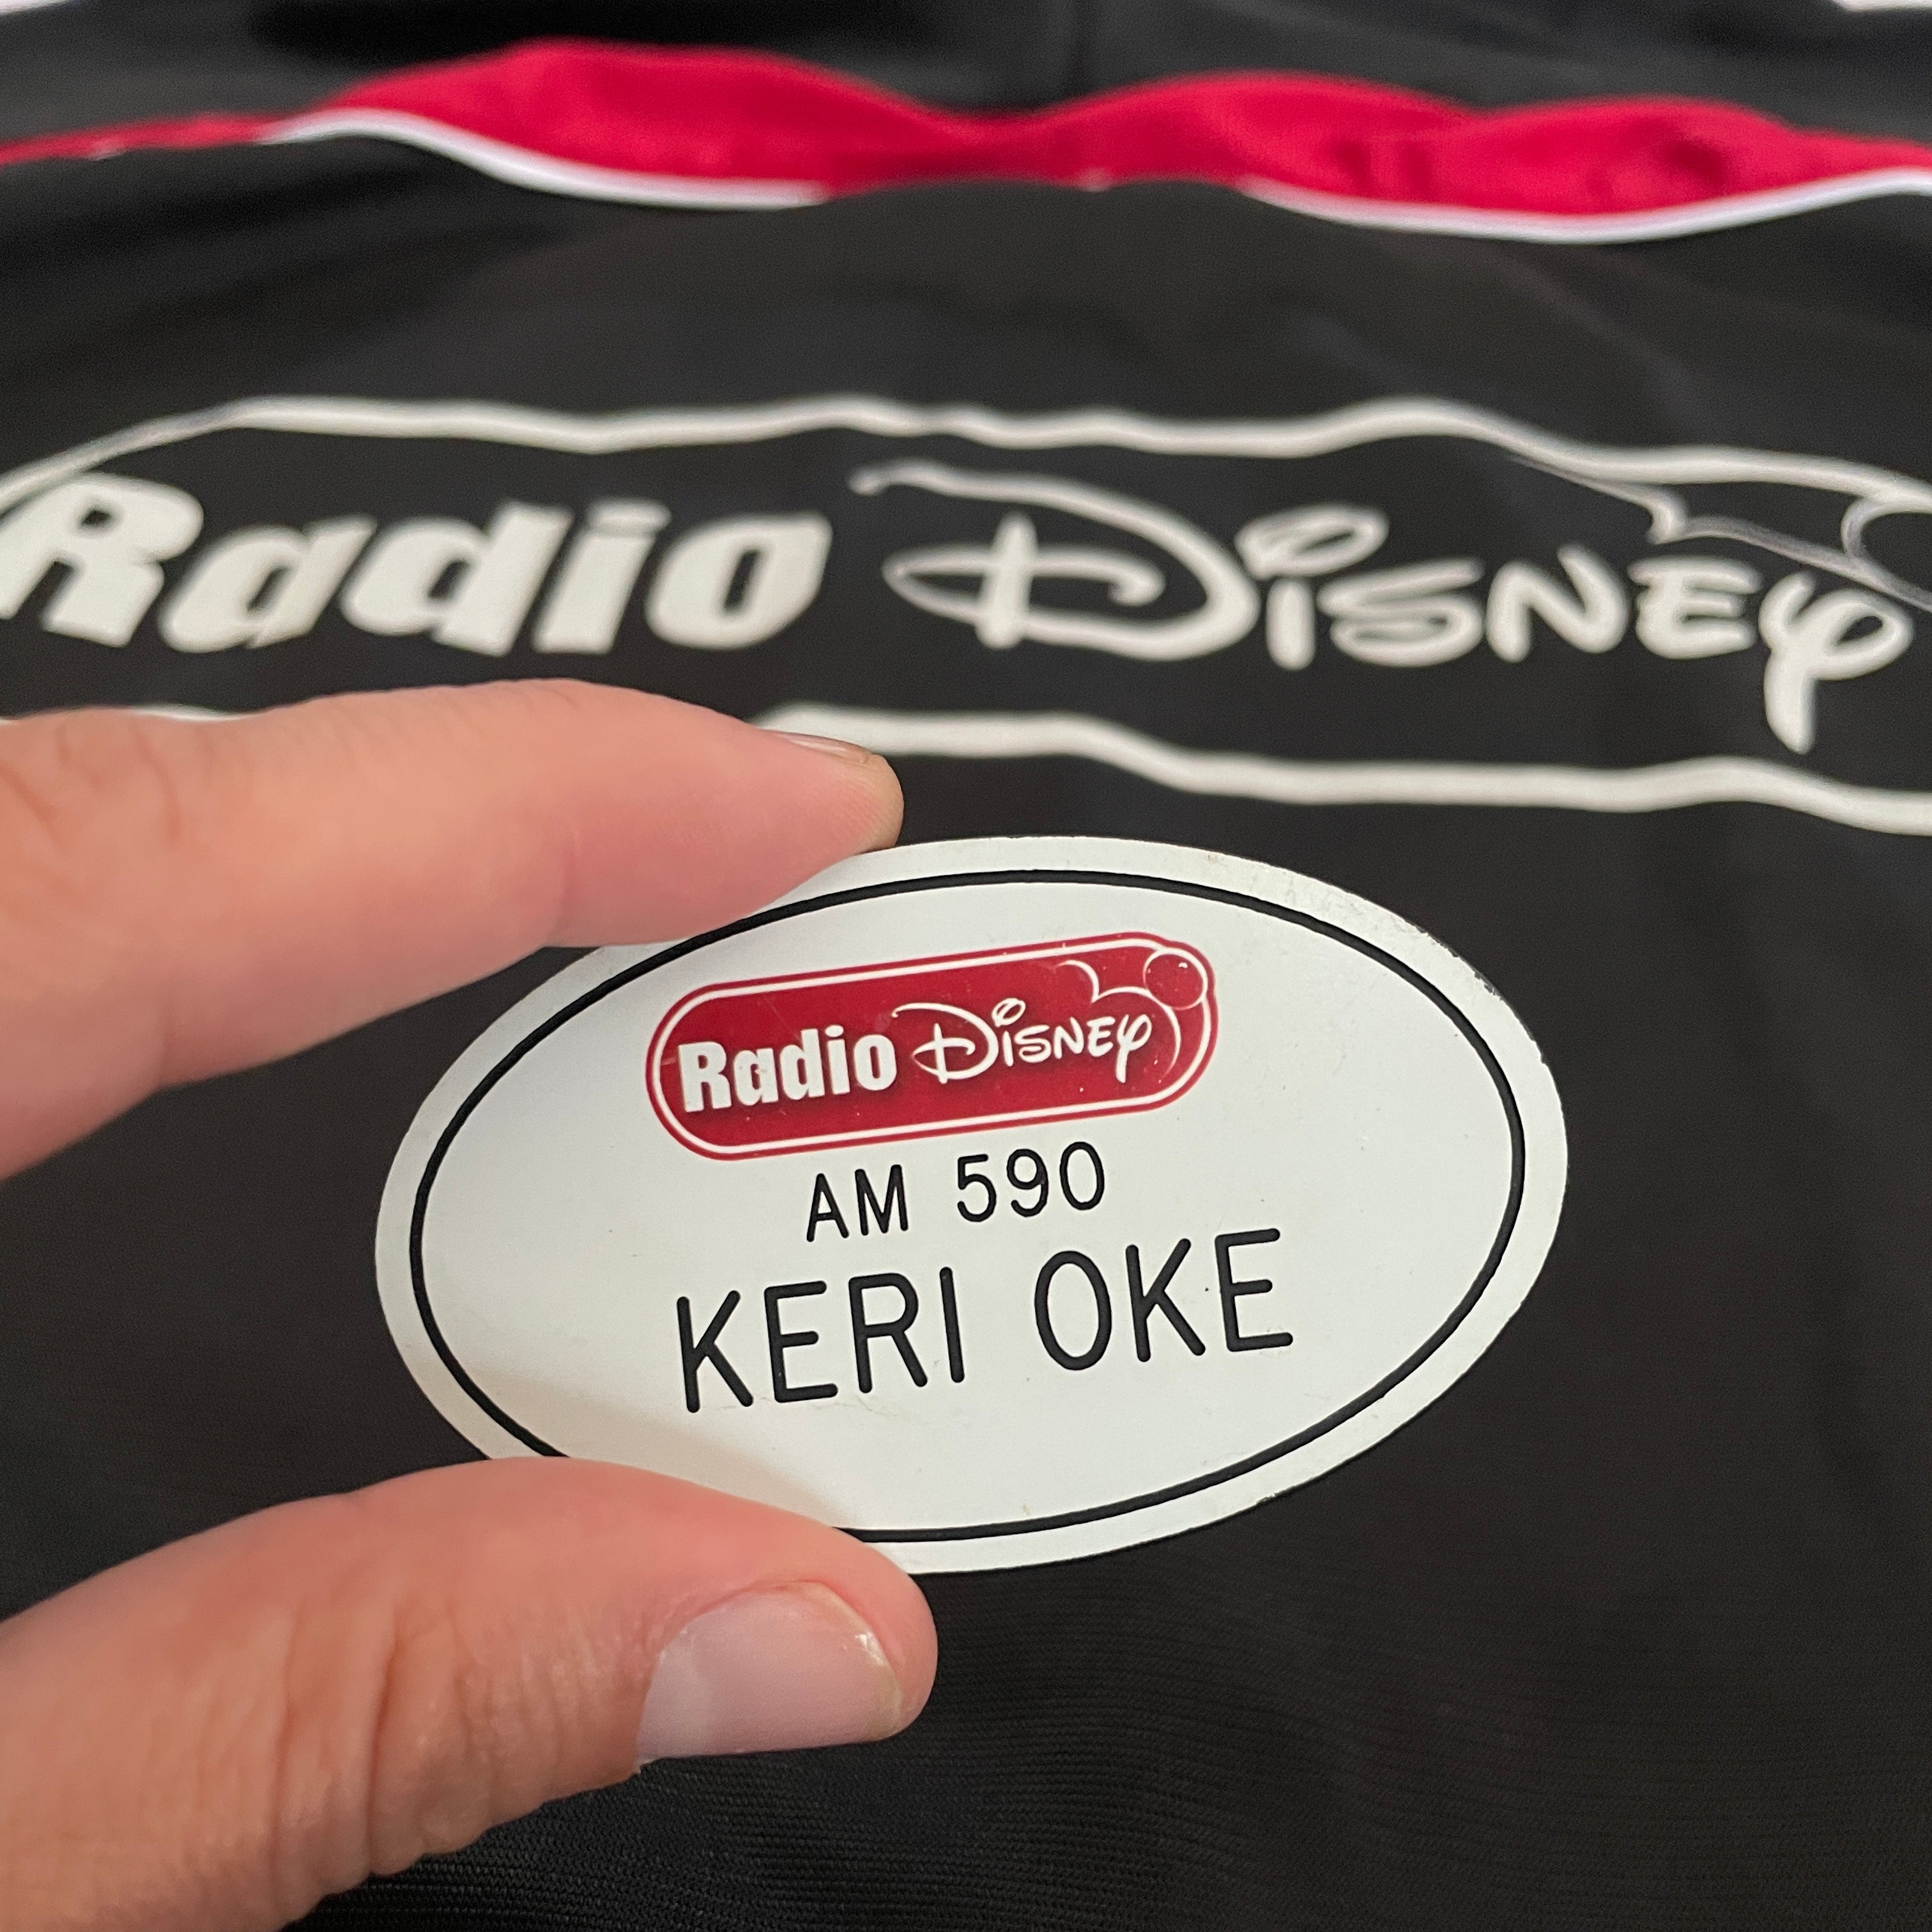 Radio Disney
Radio Disney
AM 590
KERI OKE